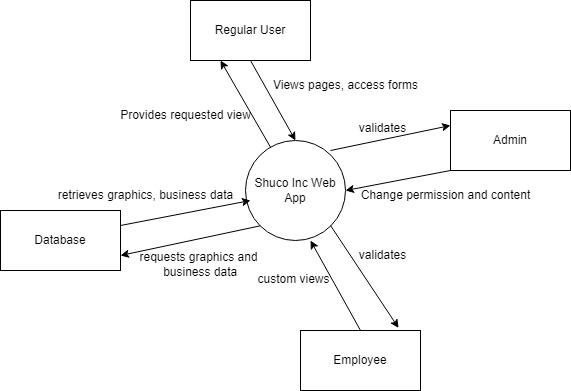 Regular User
Views pages, access forms
Provides requested view
validates
Admin
Shuco Inc Web
App
Change permission and content
retrieves graphics, business data
Database
requests graphics and
business data
validates
custom views
Employee